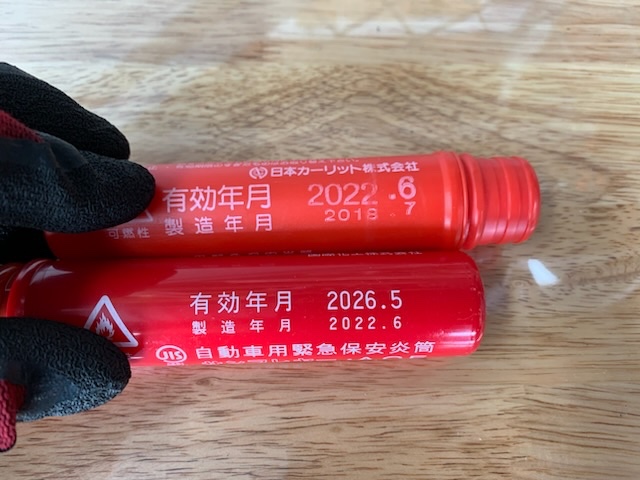 日本カーリット株式会社
有効年月 2022.6
製造年月 2018.7
可燃性
有効年月 2026.5
製造年月 2022.6
JIS 自動車用緊急保安炎筒